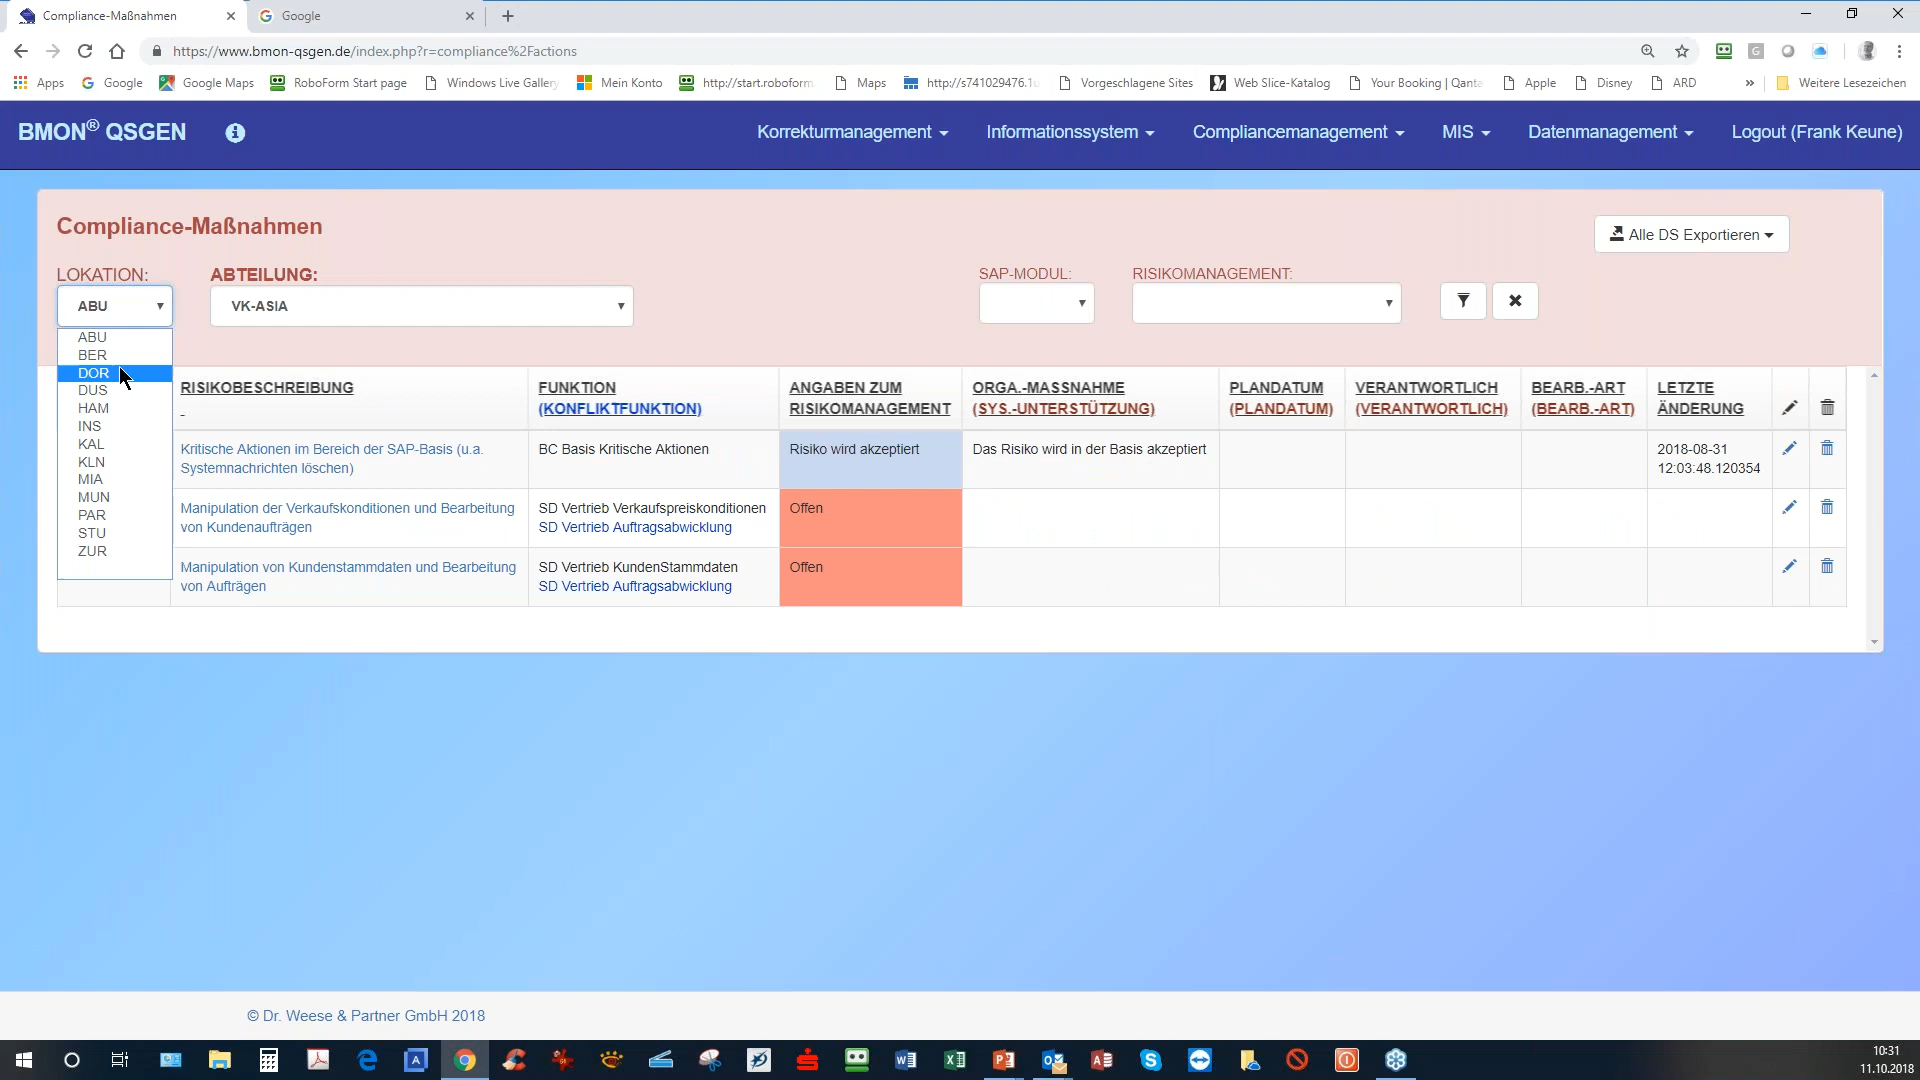 Compliance-Maßnahmen
Google
https://www.bmon-qsgen.de/index.php?r=compliance%2Factions
Apps
Google
Google Maps
RoboForm Start page
Windows Live Gallery
Mein Konto
http://start.roboform
Maps
http://s741029476.1
Vorgeschlagene Sites
Web Slice-Katalog
Your Booking | Qanta
Apple
Disney
ARD
»
Weitere Lesezeichen
BMON® QSGEN
Korrekturmanagement
Informationssystem
Compliancemanagement
MIS
Datenmanagement
Logout (Frank Keune)
Compliance-Maßnahmen
Alle DS Exportieren
LOKATION:
ABTEILUNG:
SAP-MODUL:
RISIKOMANAGEMENT:
ABU
VK-ASIA
ABU
BER
DOR
DUS
HAM
INS
KAL
KLN
MIA
MUN
PAR
STU
ZUR
RISIKOBESCHREIBUNG
-
FUNKTION
(KONFLIKTFUNKTION)
ANGABEN ZUM
RISIKOMANAGEMENT
ORGA.-MASSNAHME
(SYS.-UNTERSTÜTZUNG)
PLANDATUM
(PLANDATUM)
VERANTWORTLICH
(VERANTWORTLICH)
BEARB.-ART
(BEARB.-ART)
LETZTE
ÄNDERUNG
Kritische Aktionen im Bereich der SAP-Basis (u.a.
Systemnachrichten löschen)
BC Basis Kritische Aktionen
Risiko wird akzeptiert
Das Risiko wird in der Basis akzeptiert
2018-08-31
12:03:48.120354
Manipulation der Verkaufskonditionen und Bearbeitung
von Kundenaufträgen
SD Vertrieb Verkaufspreiskonditionen
SD Vertrieb Auftragsabwicklung
Offen
Manipulation von Kundenstammdaten und Bearbeitung
von Aufträgen
SD Vertrieb KundenStammdaten
SD Vertrieb Auftragsabwicklung
Offen
© Dr. Weese & Partner GmbH 2018
10:31
11.10.2018